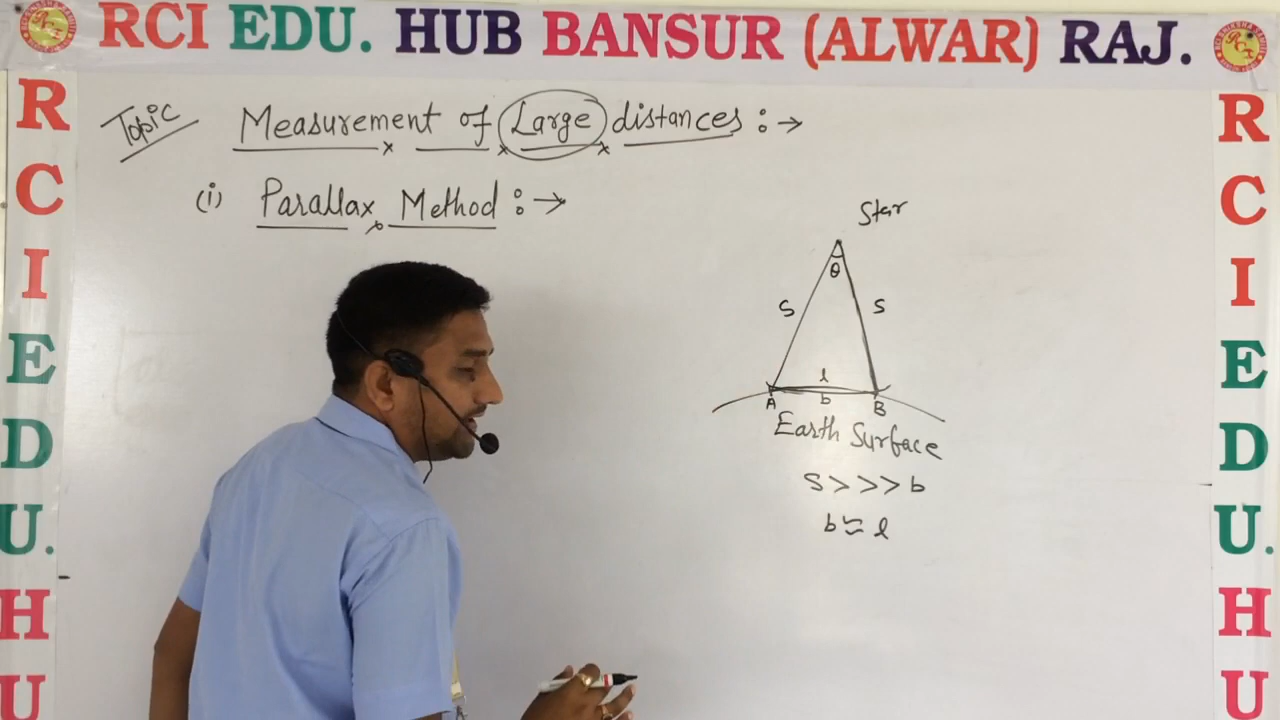 RCI EDU. HUB BANSUR (ALWAR) RAJ.
R
C
I
E
D
U.
H
U
Topic Measurement of Large distances :→
(i) Parallax Method :→
Star
θ
S S
l
A b B
Earth Surface
S>>>b
b≈l
R
C
I
E
D
U.
H
U